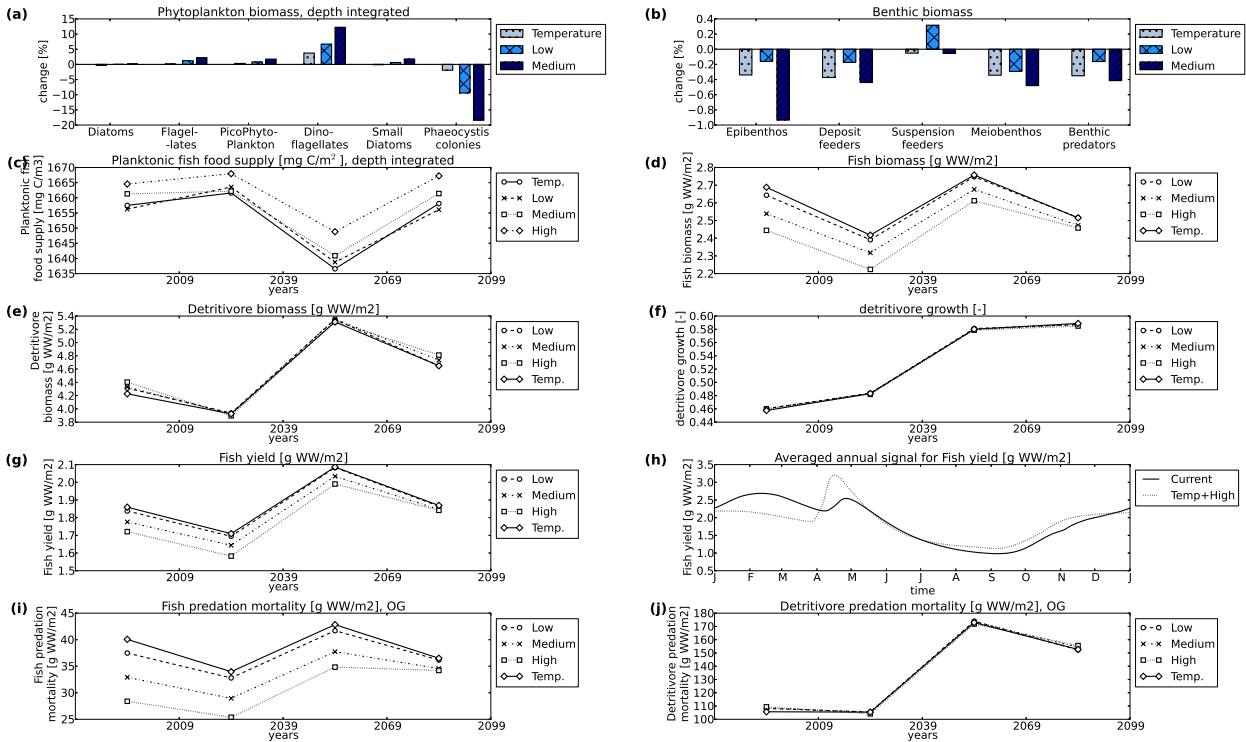 (a)
Phytoplankton biomass, depth integrated
change [%]
15
10
5
0
−5
−10
−15
−20
Diatoms
Flagel-
-lates
PicoPhyto-
Plankton
Dino-
flagellates
Small
Diatoms
Phaeocystis
colonies
Temperature
Low
Medium
(b)
Benthic biomass
change [%]
0.4
0.2
0.0
−0.2
−0.4
−0.6
−0.8
−1.0
Epibenthos
Deposit
feeders
Suspension
feeders
Meiobenthos
Benthic
predators
Temperature
Low
Medium
(c)
Planktonic fish food supply [mg C/m² ], depth integrated
Planktonic fish
food supply [mg C/m3]
1670
1665
1660
1655
1650
1645
1640
1635
2009
2039
2069
2099
years
Temp.
Low
Medium
High
(d)
Fish biomass [g WW/m2]
Fish biomass [g WW/m2]
2.8
2.7
2.6
2.5
2.4
2.3
2.2
2009
2039
2069
2099
years
Low
Medium
High
Temp.
(e)
Detritivore biomass [g WW/m2]
Detritivore
biomass [g WW/m2]
5.4
5.2
5.0
4.8
4.6
4.4
4.2
4.0
3.8
2009
2039
2069
2099
years
Low
Medium
High
Temp.
(f)
detritivore growth [-]
detritivore growth [-]
0.60
0.58
0.56
0.54
0.52
0.50
0.48
0.46
0.44
2009
2039
2069
2099
years
Low
Medium
High
Temp.
(g)
Fish yield [g WW/m2]
Fish yield [g WW/m2]
2.1
2.0
1.9
1.8
1.7
1.6
1.5
2009
2039
2069
2099
years
Low
Medium
High
Temp.
(h)
Averaged annual signal for Fish yield [g WW/m2]
Fish yield [g WW/m2]
3.5
3.0
2.5
2.0
1.5
1.0
0.5
J F M A M J J A S O N D J
time
Current
Temp+High
(i)
Fish predation mortality [g WW/m2], OG
Fish predation
mortality [g WW/m2]
45
40
35
30
25
2009
2039
2069
2099
years
Low
Medium
High
Temp.
(j)
Detritivore predation mortality [g WW/m2], OG
Detritivore predation
mortality [g WW/m2]
180
170
160
150
140
130
120
110
100
2009
2039
2069
2099
years
Low
Medium
High
Temp.